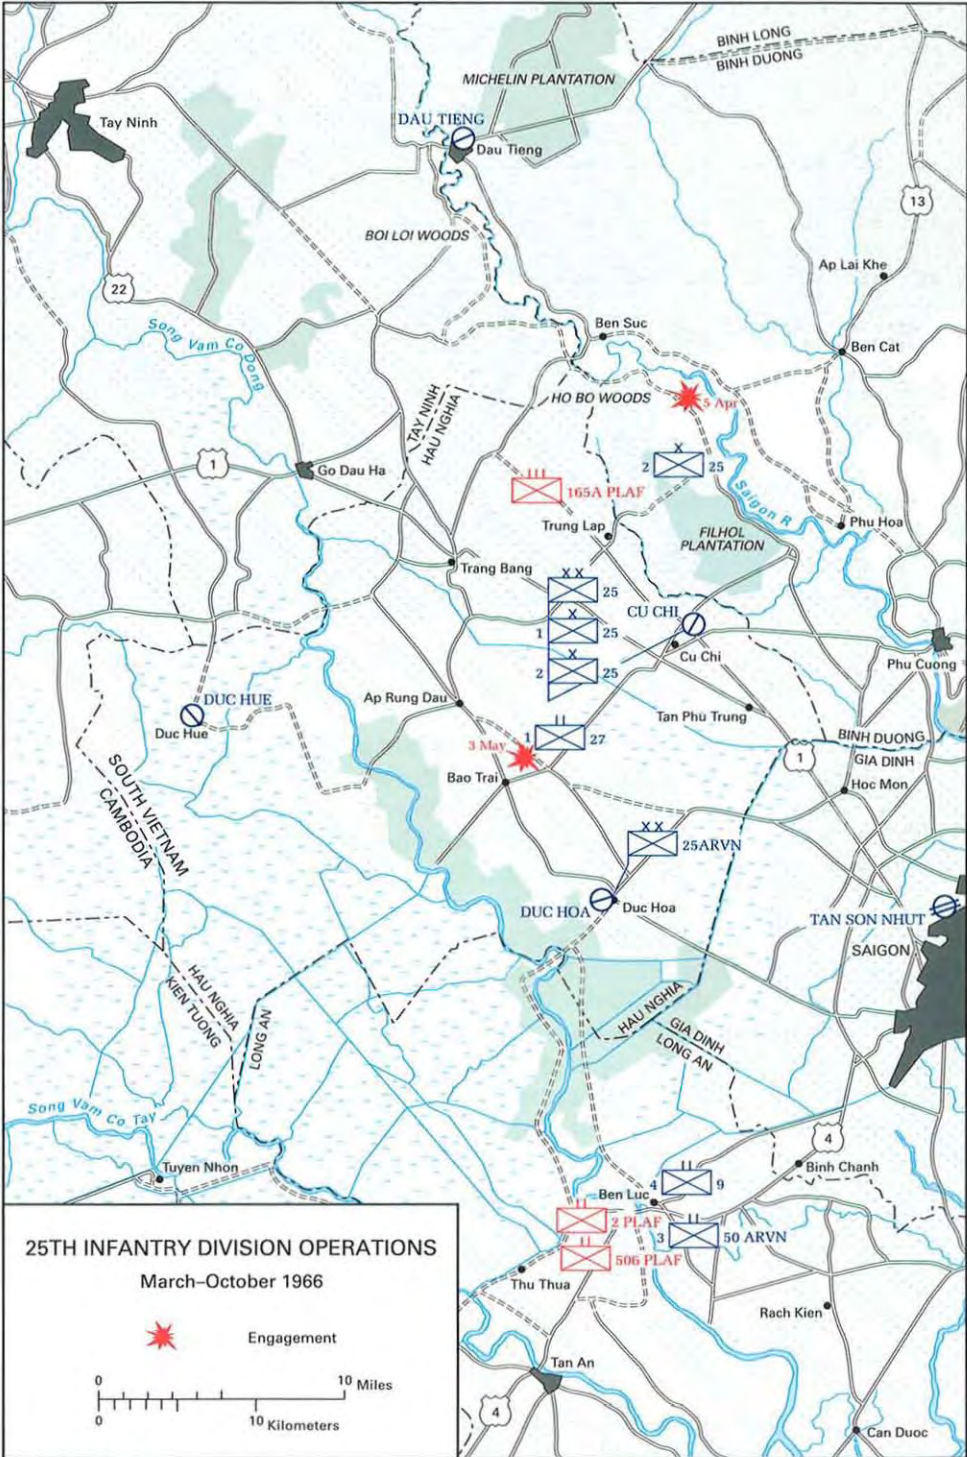 BINH LONG
BINH DUONG
MICHELIN PLANTATION
Tay Ninh
DAU TIENG
Dau Tieng
13
BOI LOI WOODS
Ap Lai Khe
22
Song Vam Co Dong
Ben Suc
Ben Cat
TAY NINH
HAU NGHIA
HO BO WOODS
5 Apr
1
Go Dau Ha
2
X
25
III
165A PLAF
Saigon R
Trung Lap
FILHOL
PLANTATION
Phu Hoa
Trang Bang
XX
25
CU CHI
X
1
25
Cu Chi
Phu Cuong
X
2
25
DUC HUE
Ap Rung Dau
Duc Hue
Tan Phu Trung
II
1
27
3 May
BINH DUONG
GIA DINH
1
Bao Trai
Hoc Mon
SOUTH VIETNAM
CAMBODIA
XX
25ARVN
DUC HOA
Duc Hoa
TAN SON NHUT
SAIGON
HAU NGHIA
KIEN TUONG
LONG AN
HAU NGHIA
GIA DINH
LONG AN
Song Vam Co Tay
4
Tuyen Nhon
Binh Chanh
II
4
9
Ben Luc
II
2 PLAF
II
3
50 ARVN
II
506 PLAF
Thu Thua
Rach Kien
Tan An
4
Can Duoc
25TH INFANTRY DIVISION OPERATIONS
March–October 1966
Engagement
0
10 Miles
0
10 Kilometers